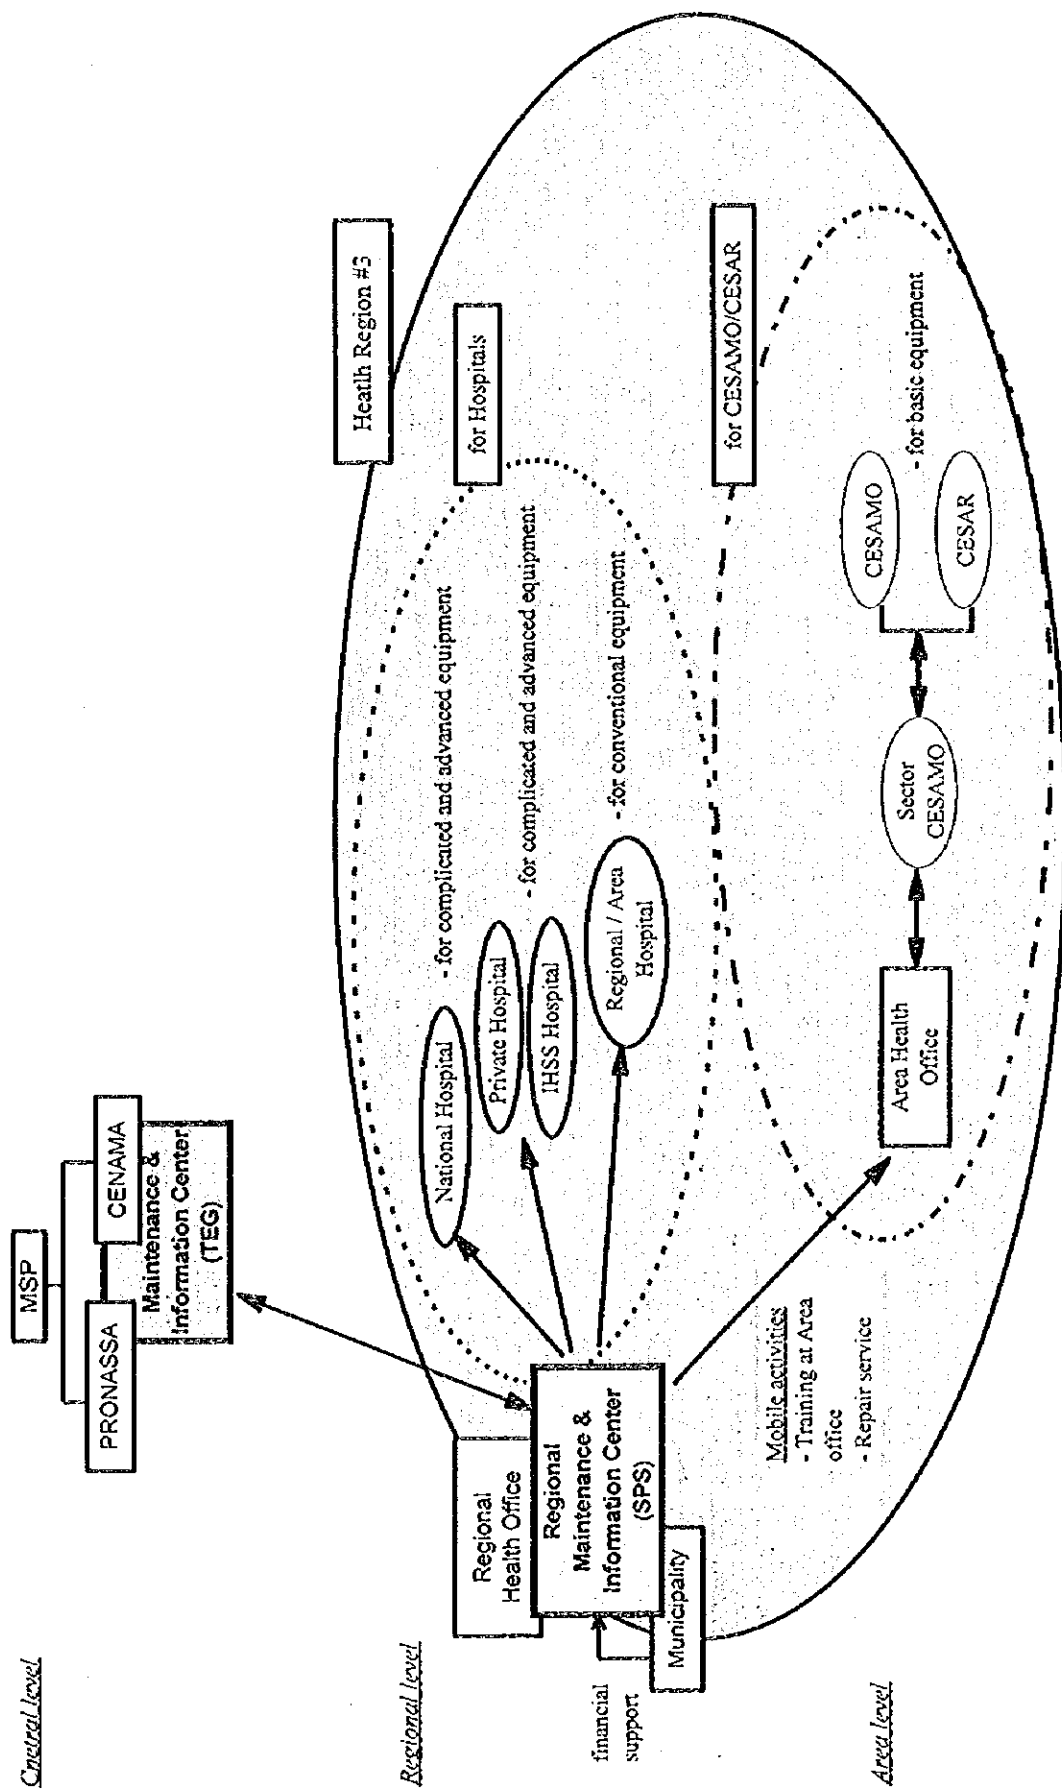 Cnetral level
MSP
PRONASSA
CENAMA
Maintenance &
Information Center
(TEG)
Regional level
Heatlh Region #3
Regional
Health Office
for Hospitals
National Hospital
- for complicated and advanced equipment
Private Hospital
IHSS Hospital
- for complicated and advanced equipment
Regional
Maintenance &
Information Center
(SPS)
Regional / Area
Hospital
- for conventional equipment
financial
support
Municipality
for CESAMO/CESAR
Mobile activities
- Training at Area
office
- Repair service
Area level
Area Health
Office
Sector
CESAMO
CESAMO
CESAR
- for basic equipment